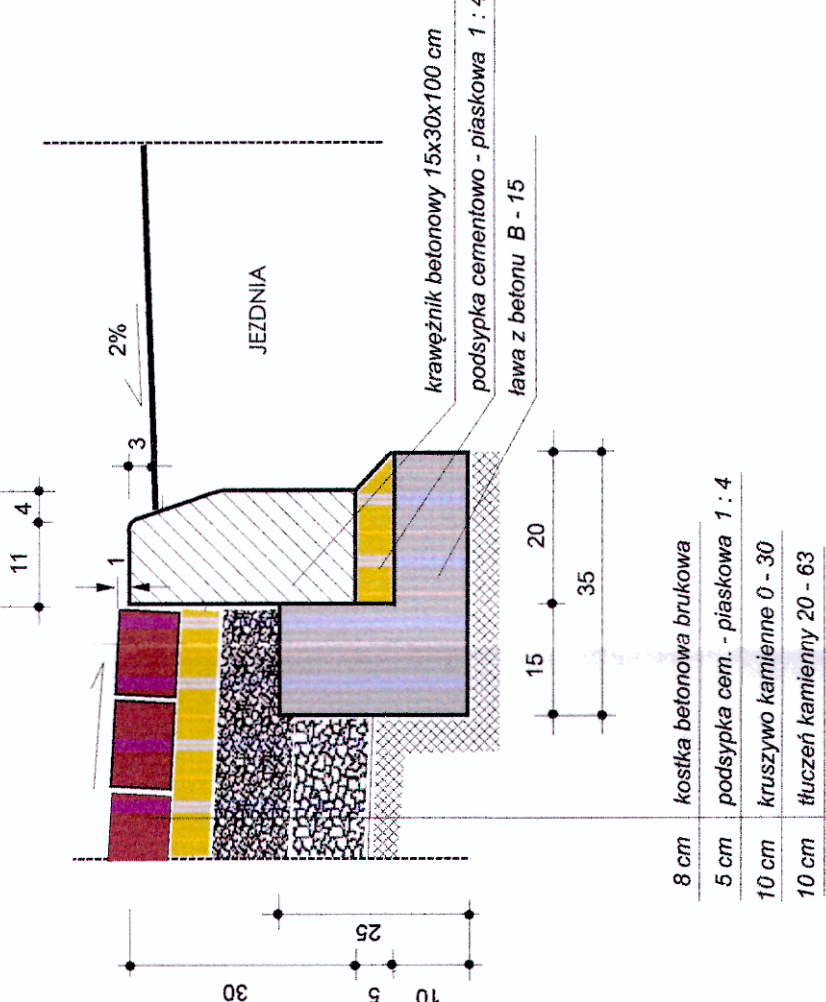 11
4
1
3
2%
JEZDNIA
krawężnik betonowy 15x30x100 cm
podsypka cementowo - piaskowa 1 : 4
ława z betonu B - 15
30
5
10
25
15
20
35
8 cm kostka betonowa brukowa
5 cm podsypka cem. - piaskowa 1 : 4
10 cm kruszywo kamienne 0 - 30
10 cm tłuczeń kamienny 20 - 63